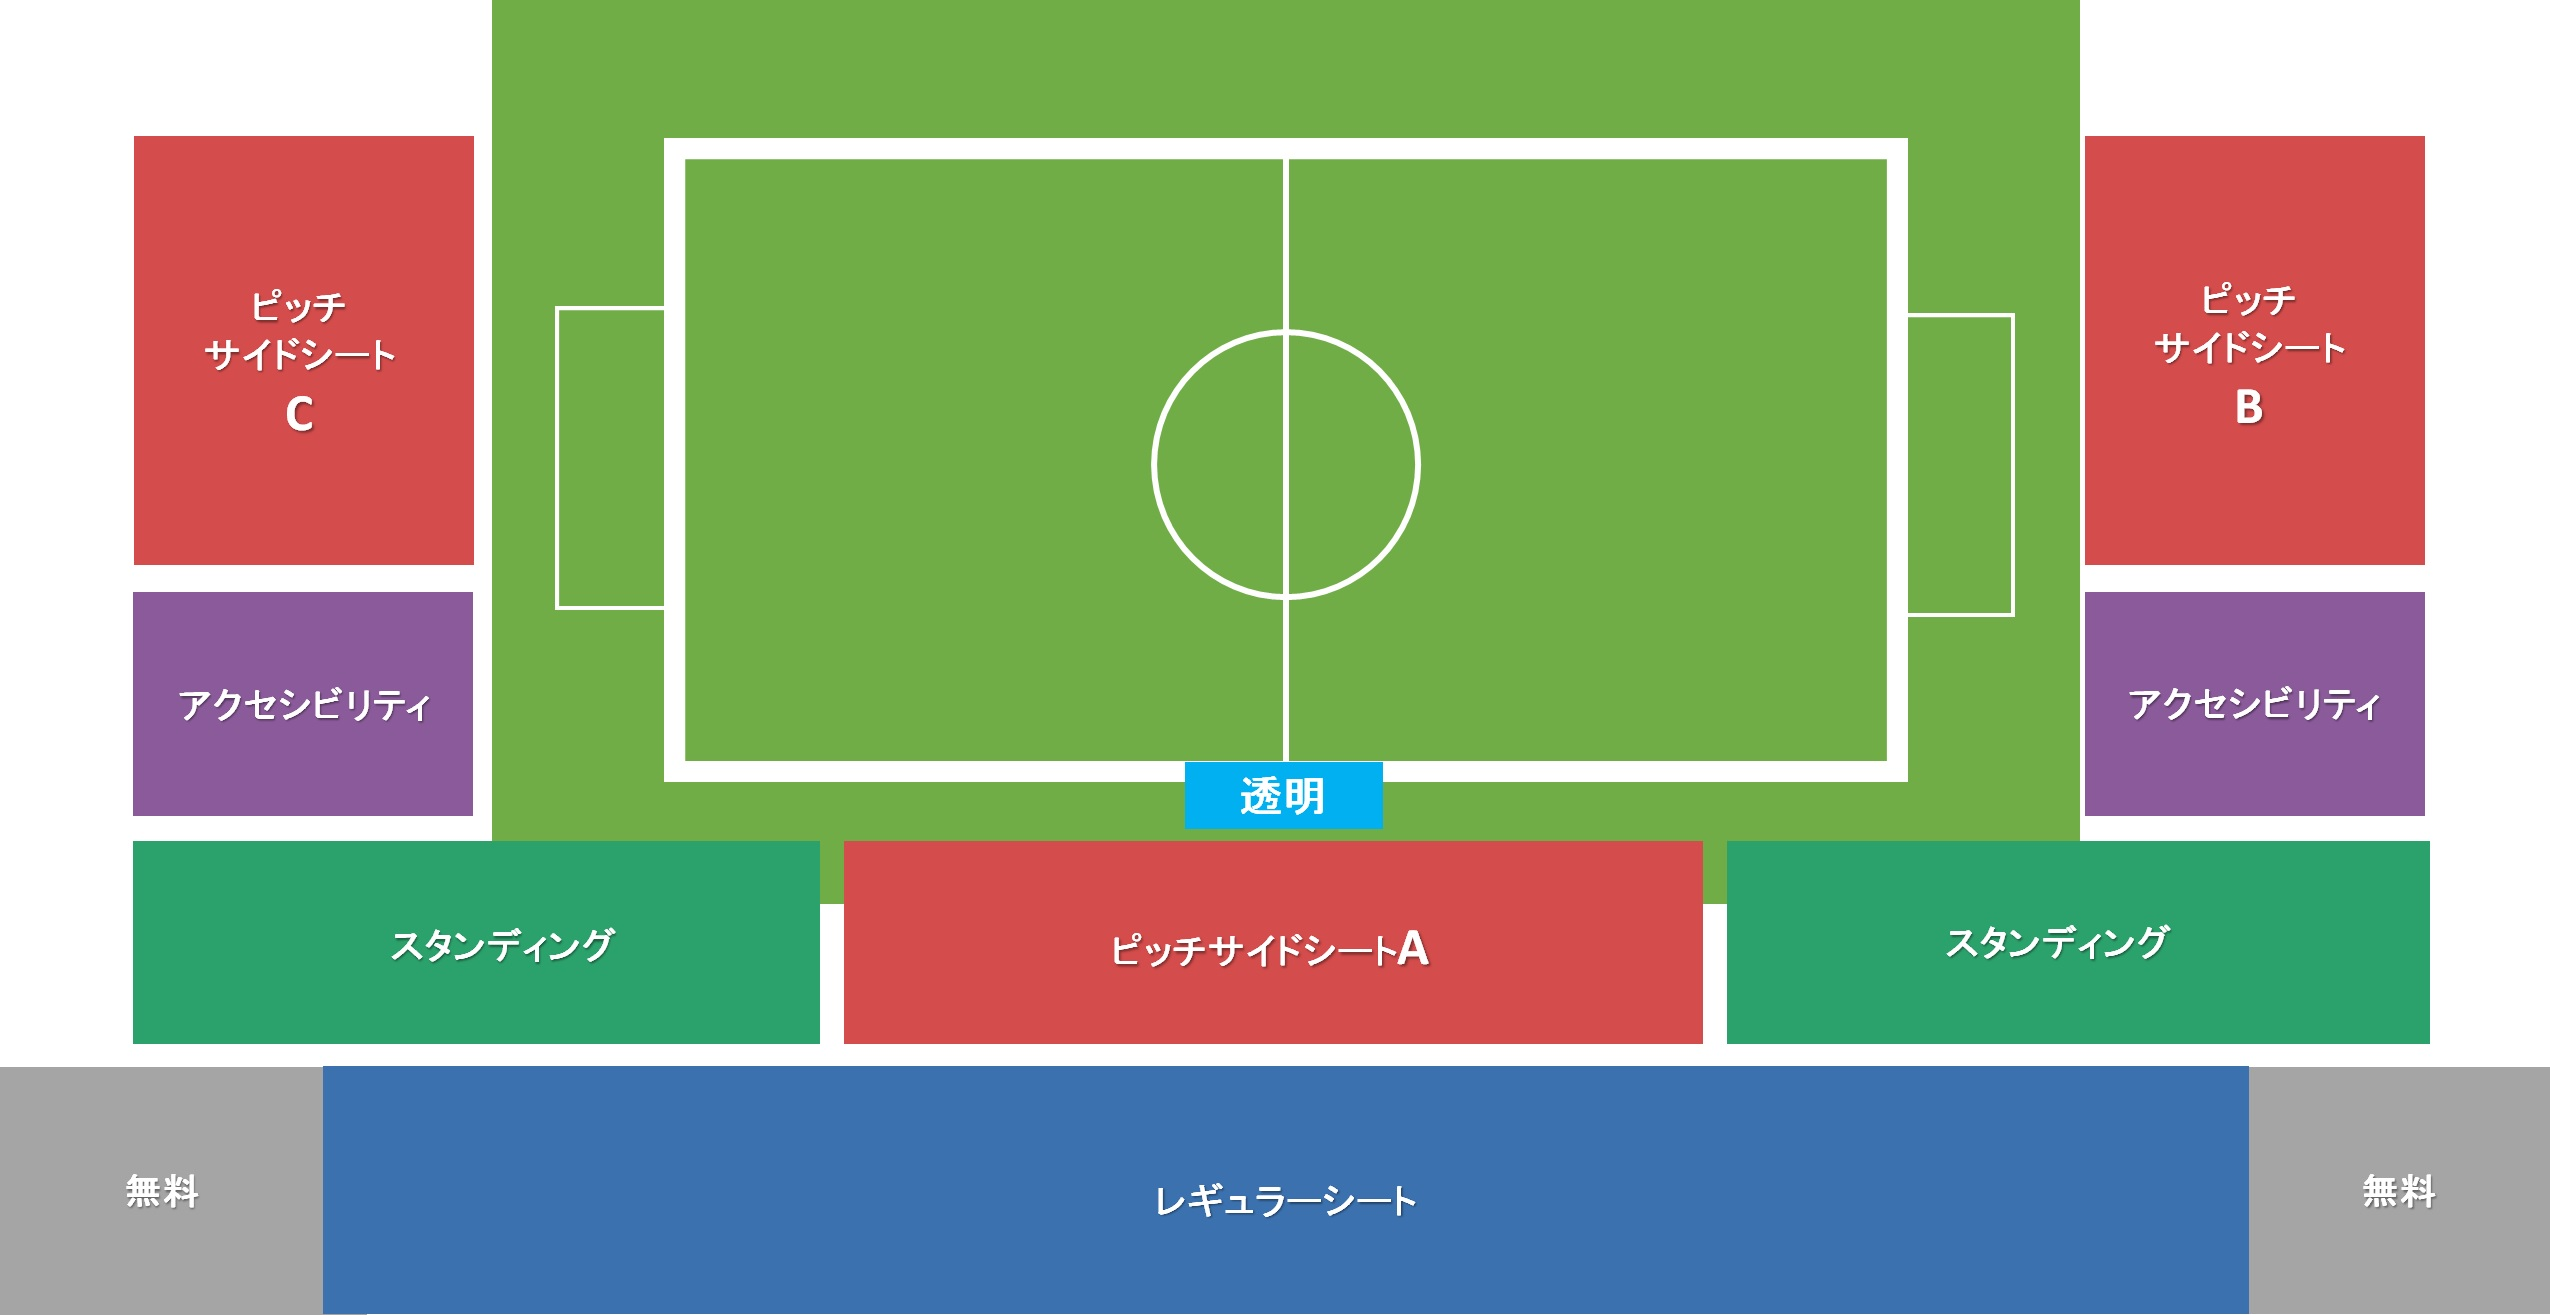 ピッチ
サイドシート
C
ピッチ
サイドシート
B
アクセシビリティ
アクセシビリティ
透明
スタンディング
ピッチサイドシートA
スタンディング
無料
レギュラーシート
無料